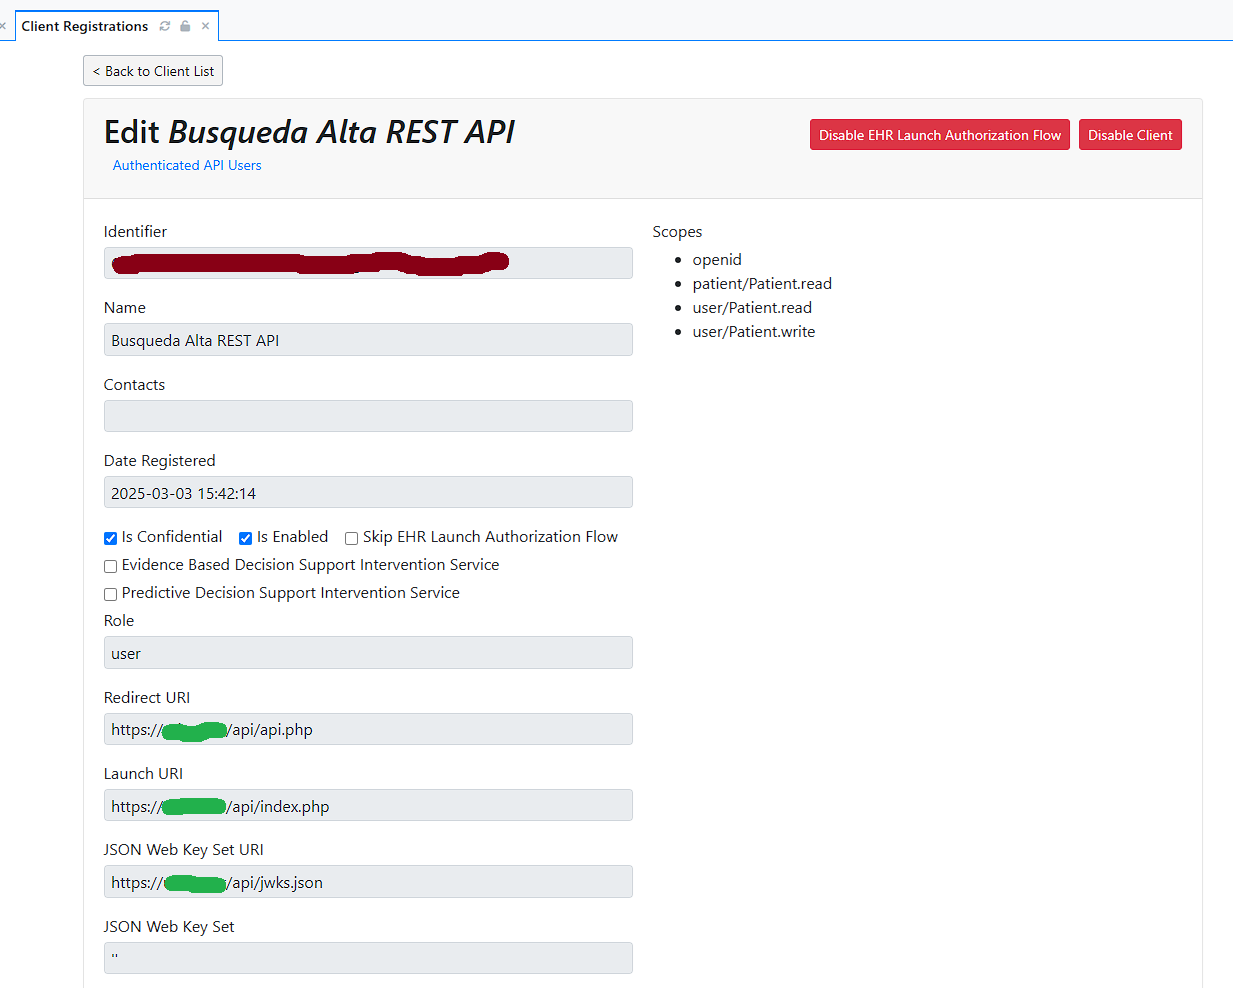 Client Registrations
< Back to Client List
Edit Busqueda Alta REST API
Disable EHR Launch Authorization Flow
Disable Client
Authenticated API Users
Identifier
Name
Busqueda Alta REST API
Contacts
Date Registered
2025-03-03 15:42:14
Is Confidential
Is Enabled
Skip EHR Launch Authorization Flow
Evidence Based Decision Support Intervention Service
Predictive Decision Support Intervention Service
Role
user
Redirect URI
https:// /api/api.php
Launch URI
https:// /api/index.php
JSON Web Key Set URI
https:// /api/jwks.json
JSON Web Key Set
''
Scopes
openid
patient/Patient.read
user/Patient.read
user/Patient.write